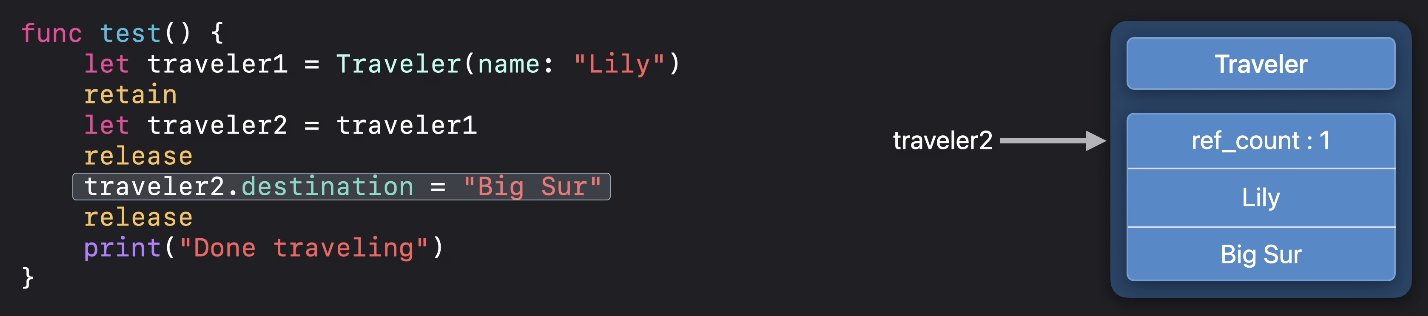 func test() {
    let traveler1 = Traveler(name: "Lily")
    retain
    let traveler2 = traveler1
    release
    traveler2.destination = "Big Sur"
    release
    print("Done traveling")
}
traveler2
Traveler
ref_count : 1
Lily
Big Sur